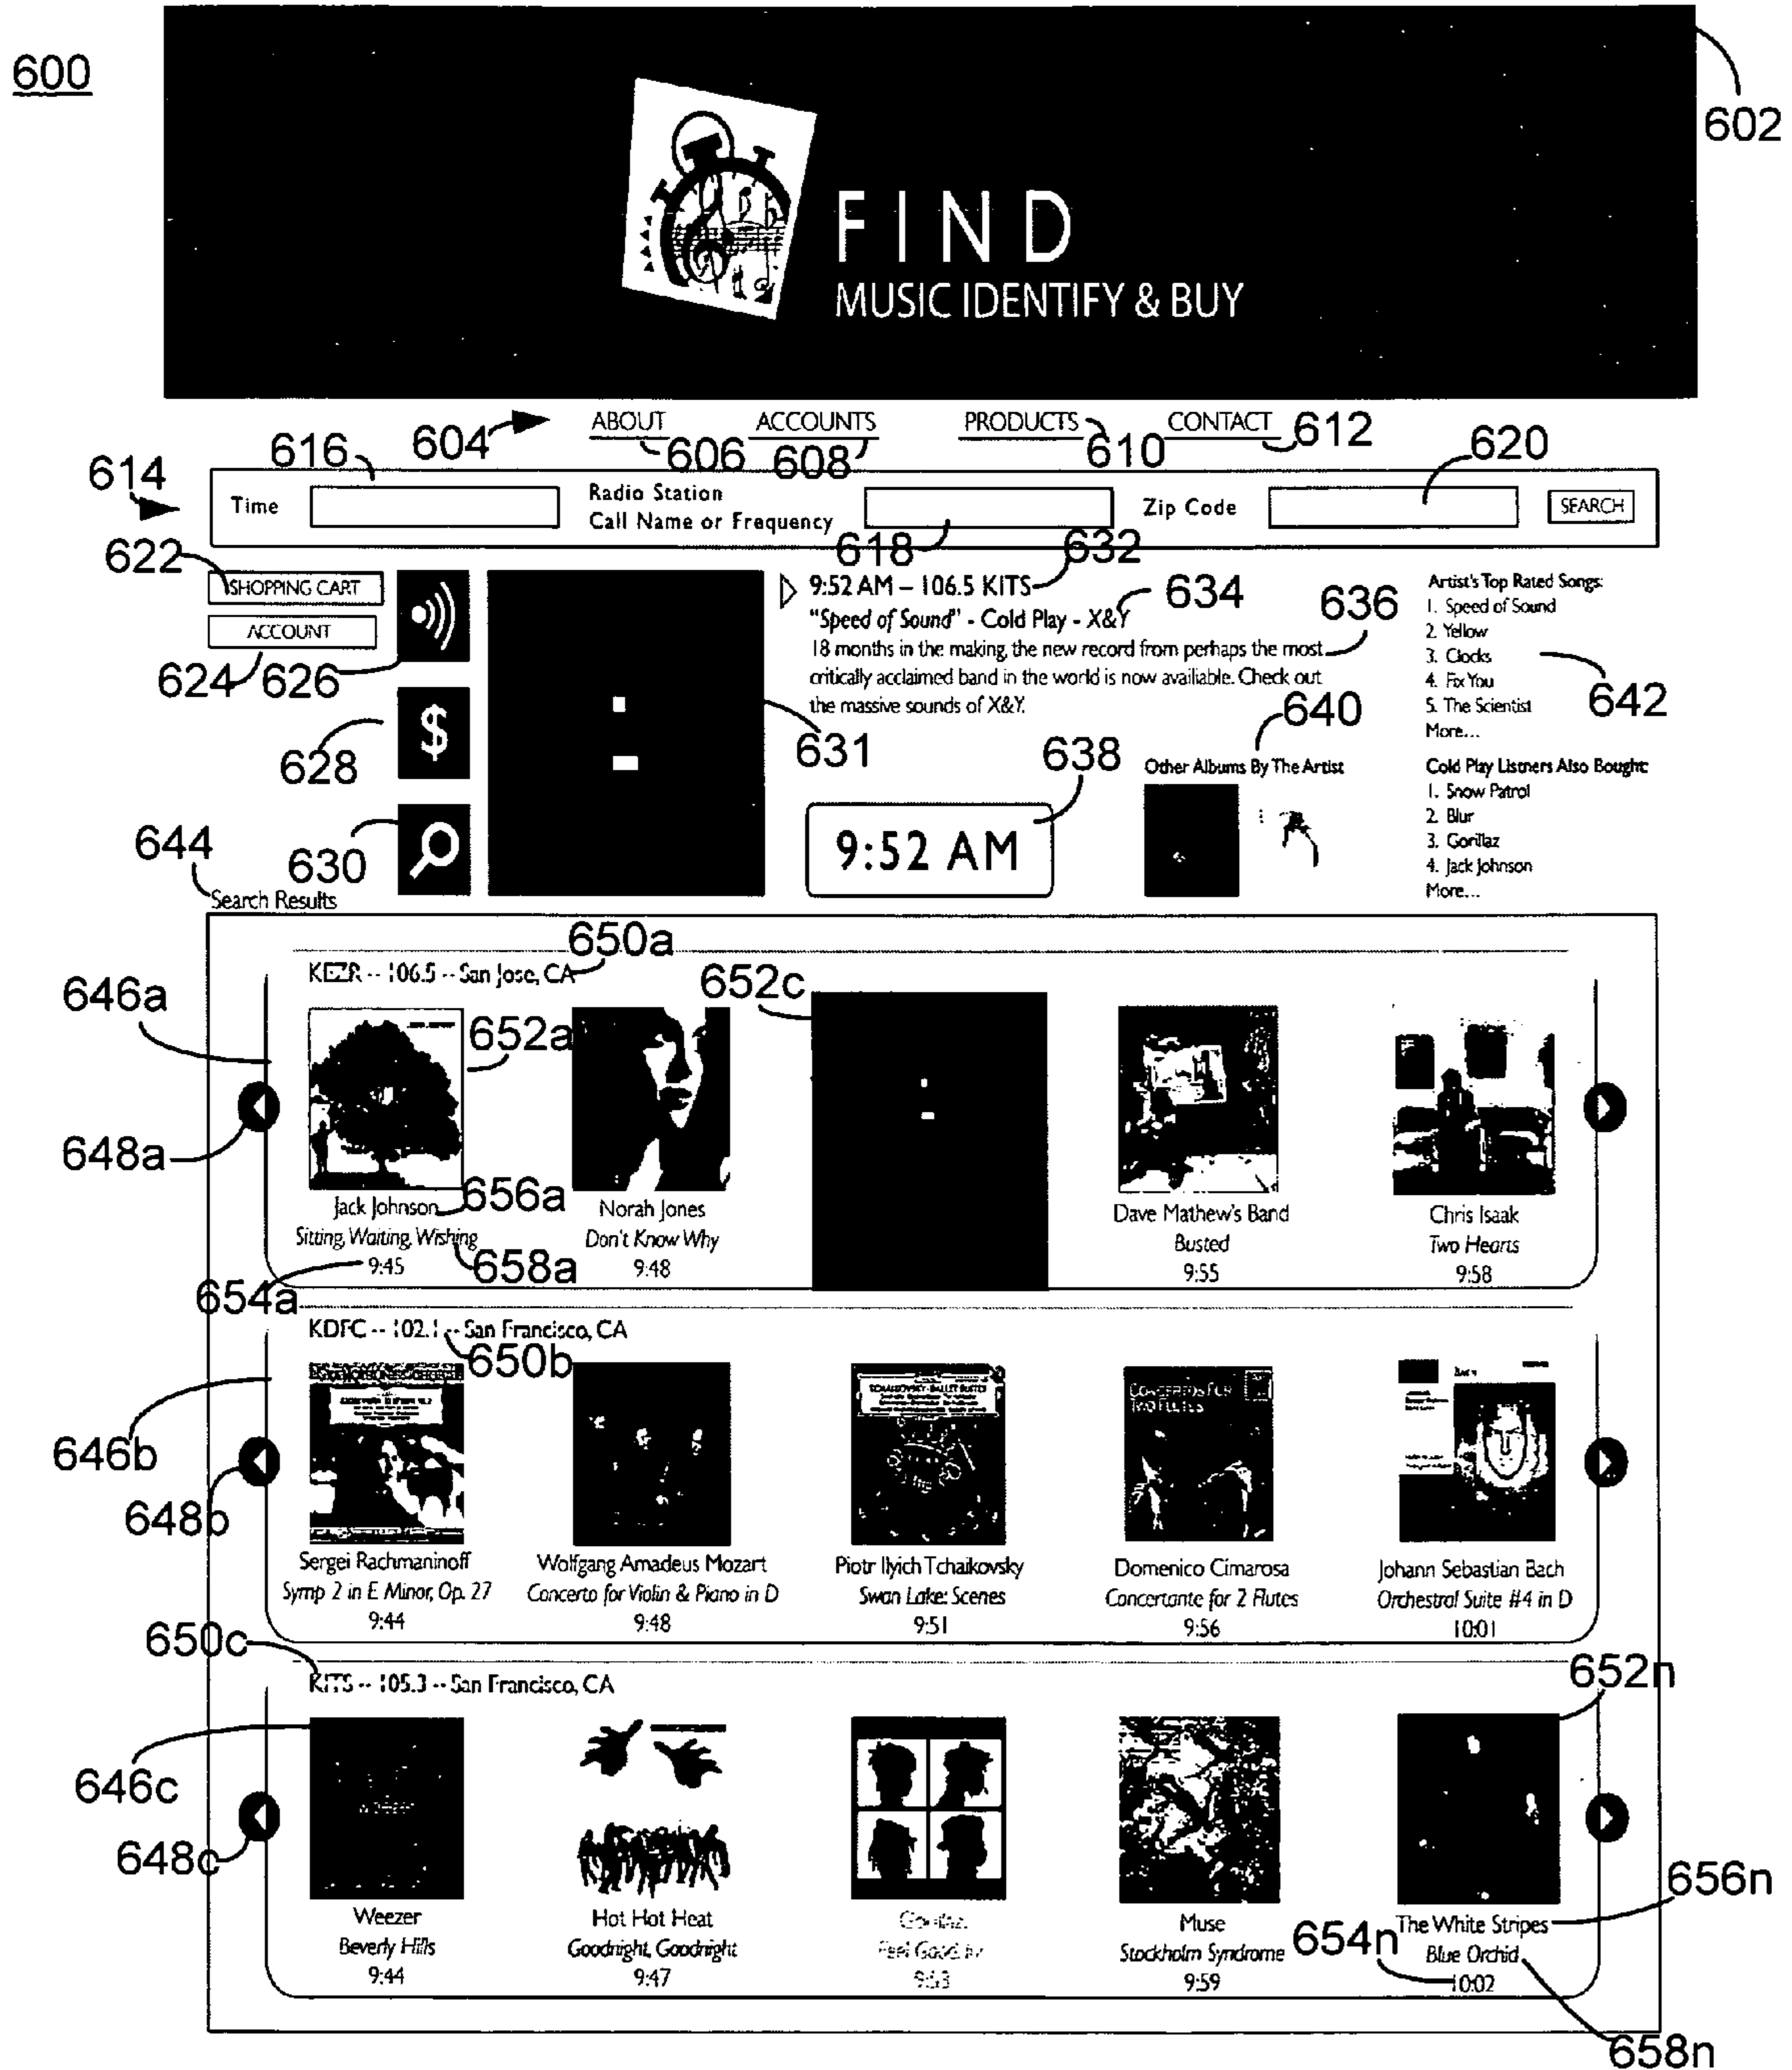 600
602
FIND
MUSIC IDENTIFY & BUY
604
ABOUT ACCOUNTS PRODUCTS CONTACT
606 608 610 612
614
616
620
Time
Radio Station
Call Name or Frequency
Zip Code
SEARCH
618
622
SHOPPING CART
ACCOUNT
624
626
628
630
631
632
9:52 AM – 106.5 KITS
634
"Speed of Sound" - Cold Play - X&Y
636
18 months in the making, the new record from perhaps the most
critically acclaimed band in the world is now availiable. Check out
the massive sounds of X&Y.
638
9:52 AM
640
Other Albums By The Artist
Artist's Top Rated Songs:
1. Speed of Sound
2. Yellow
3. Clocks
4. Fix You
5. The Scientist
More...
642
Cold Play Listners Also Bought:
1. Snow Patrol
2. Blur
3. Gorillaz
4. Jack Johnson
More...
644
Search Results
646a
648a
650a
KEZR -- 106.5 -- San Jose, CA
652a
652c
Jack Johnson
656a
Sitting, Waiting, Wishing
658a
9:45
654a
Norah Jones
Don't Know Why
9:48
Dave Mathew's Band
Busted
9:55
Chris Isaak
Two Hearts
9:58
KDFC -- 102.1 -- San Francisco, CA
650b
646b
648b
TCHAIKOVSKY · BALLET SUITES
CONCERTOS FOR
TWO FLUTES
Sergei Rachmaninoff
Symp 2 in E Minor, Op. 27
9:44
Wolfgang Amadeus Mozart
Concerto for Violin & Piano in D
9:48
Piotr Ilyich Tchaikovsky
Swan Lake: Scenes
9:51
Domenico Cimarosa
Concertante for 2 Flutes
9:56
Johann Sebastian Bach
Orchestral Suite #4 in D
10:01
650c
KITS -- 105.3 -- San Francisco, CA
646c
648c
652n
Weezer
Beverly Hills
9:44
Hot Hot Heat
Goodnight, Goodnight
9:47
Gorillaz
Feel Good Inc
9:53
Muse
Stockholm Syndrome
9:59
The White Stripes
656n
Blue Orchid
654n
10:02
658n